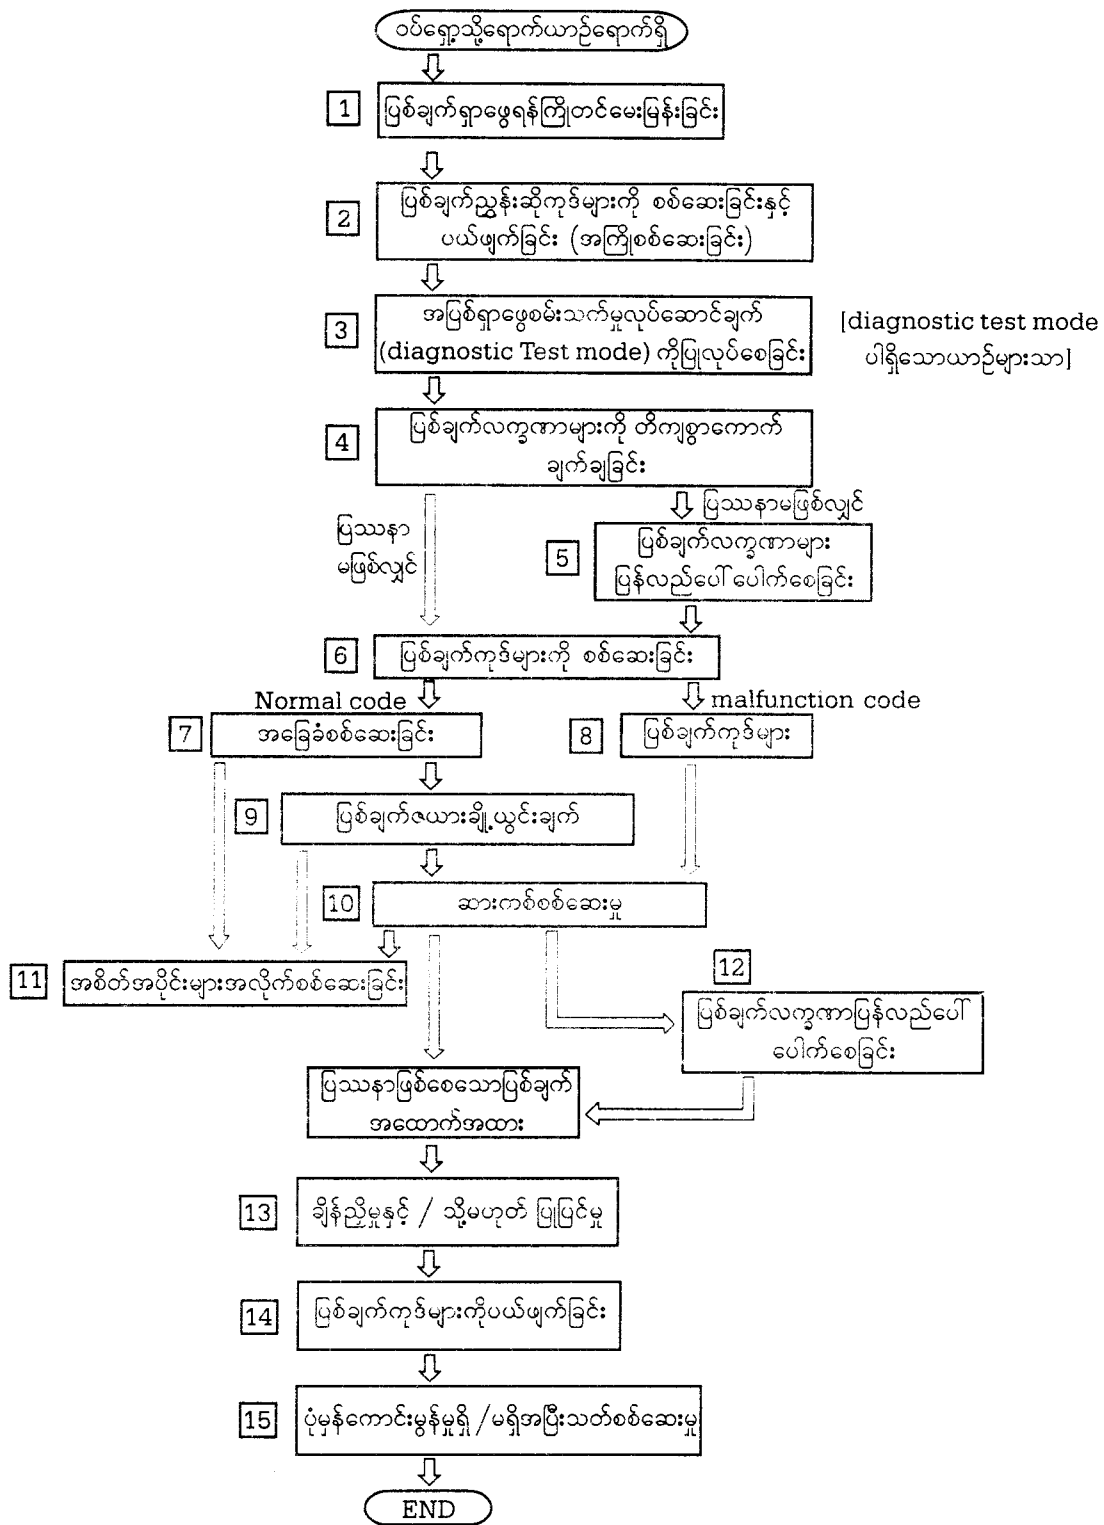 ဝပ်ရှော့သို့ရောက်ယာဉ်ရောက်ရှိ
1
ပြစ်ချက်ရှာဖွေရန်ကြိုတင်မေးမြန်းခြင်း
2
ပြစ်ချက်ညွှန်းဆိုကုဒ်များကို စစ်ဆေးခြင်းနှင့်
ပယ်ဖျက်ခြင်း (အကြိုစစ်ဆေးခြင်း)
3
အပြစ်ရှာဖွေစမ်းသက်မှုလုပ်ဆောင်ချက်
(diagnostic Test mode) ကိုပြုလုပ်စေခြင်း
[diagnostic test mode
ပါရှိသောယာဉ်များသာ]
4
ပြစ်ချက်လက္ခဏာများကို တိကျစွာကောက်
ချက်ချခြင်း
ပြဿနာ
မဖြစ်လျှင်
ပြဿနာမဖြစ်လျှင်
5
ပြစ်ချက်လက္ခဏာများ
ပြန်လည်ပေါ်ပေါက်စေခြင်း
6
ပြစ်ချက်ကုဒ်များကို စစ်ဆေးခြင်း
Normal code
malfunction code
7
အခြေခံစစ်ဆေးခြင်း
8
ပြစ်ချက်ကုဒ်များ
9
ပြစ်ချက်ဇယားချို့ယွင်းချက်
10
ဆားကစ်စစ်ဆေးမှု
11
အစိတ်အပိုင်းများအလိုက်စစ်ဆေးခြင်း
12
ပြစ်ချက်လက္ခဏာပြန်လည်ပေါ်
ပေါက်စေခြင်း
ပြဿနာဖြစ်စေသောပြစ်ချက်
အထောက်အထား
13
ချိန်ညှိမှုနှင့် / သို့မဟုတ် ပြုပြင်မှု
14
ပြစ်ချက်ကုဒ်များကိုပယ်ဖျက်ခြင်း
15
ပုံမှန်ကောင်းမွန်မှုရှိ/မရှိအပြီးသတ်စစ်ဆေးမှု
END